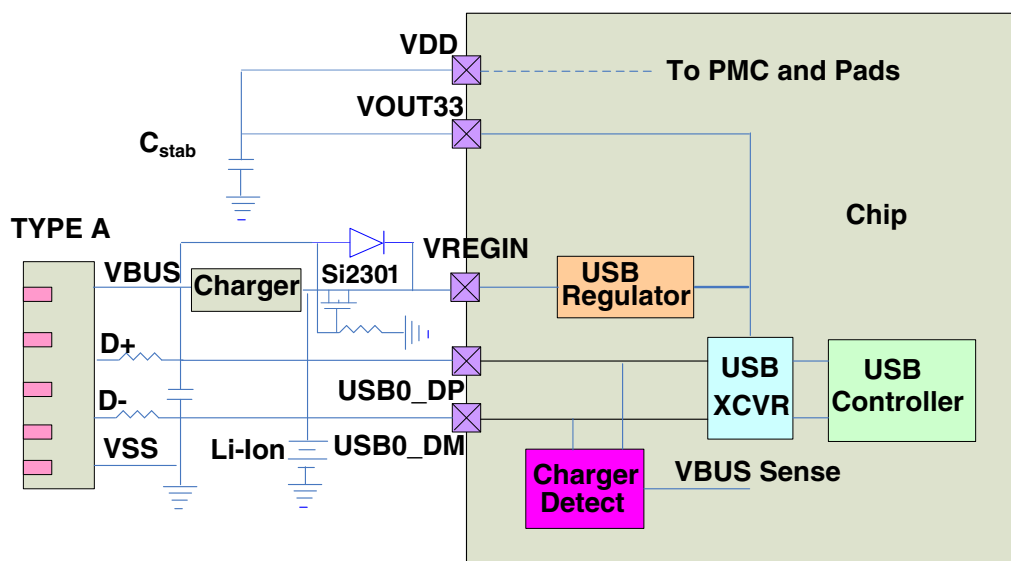 VDD
To PMC and Pads
VOUT33
C_stab
Chip
TYPE A
VREGIN
VBUS
Charger
Si2301
USB
Regulator
D+
USB0_DP
USB
XCVR
USB
Controller
D-
USB0_DM
VSS
Li-Ion
Charger
Detect
VBUS Sense